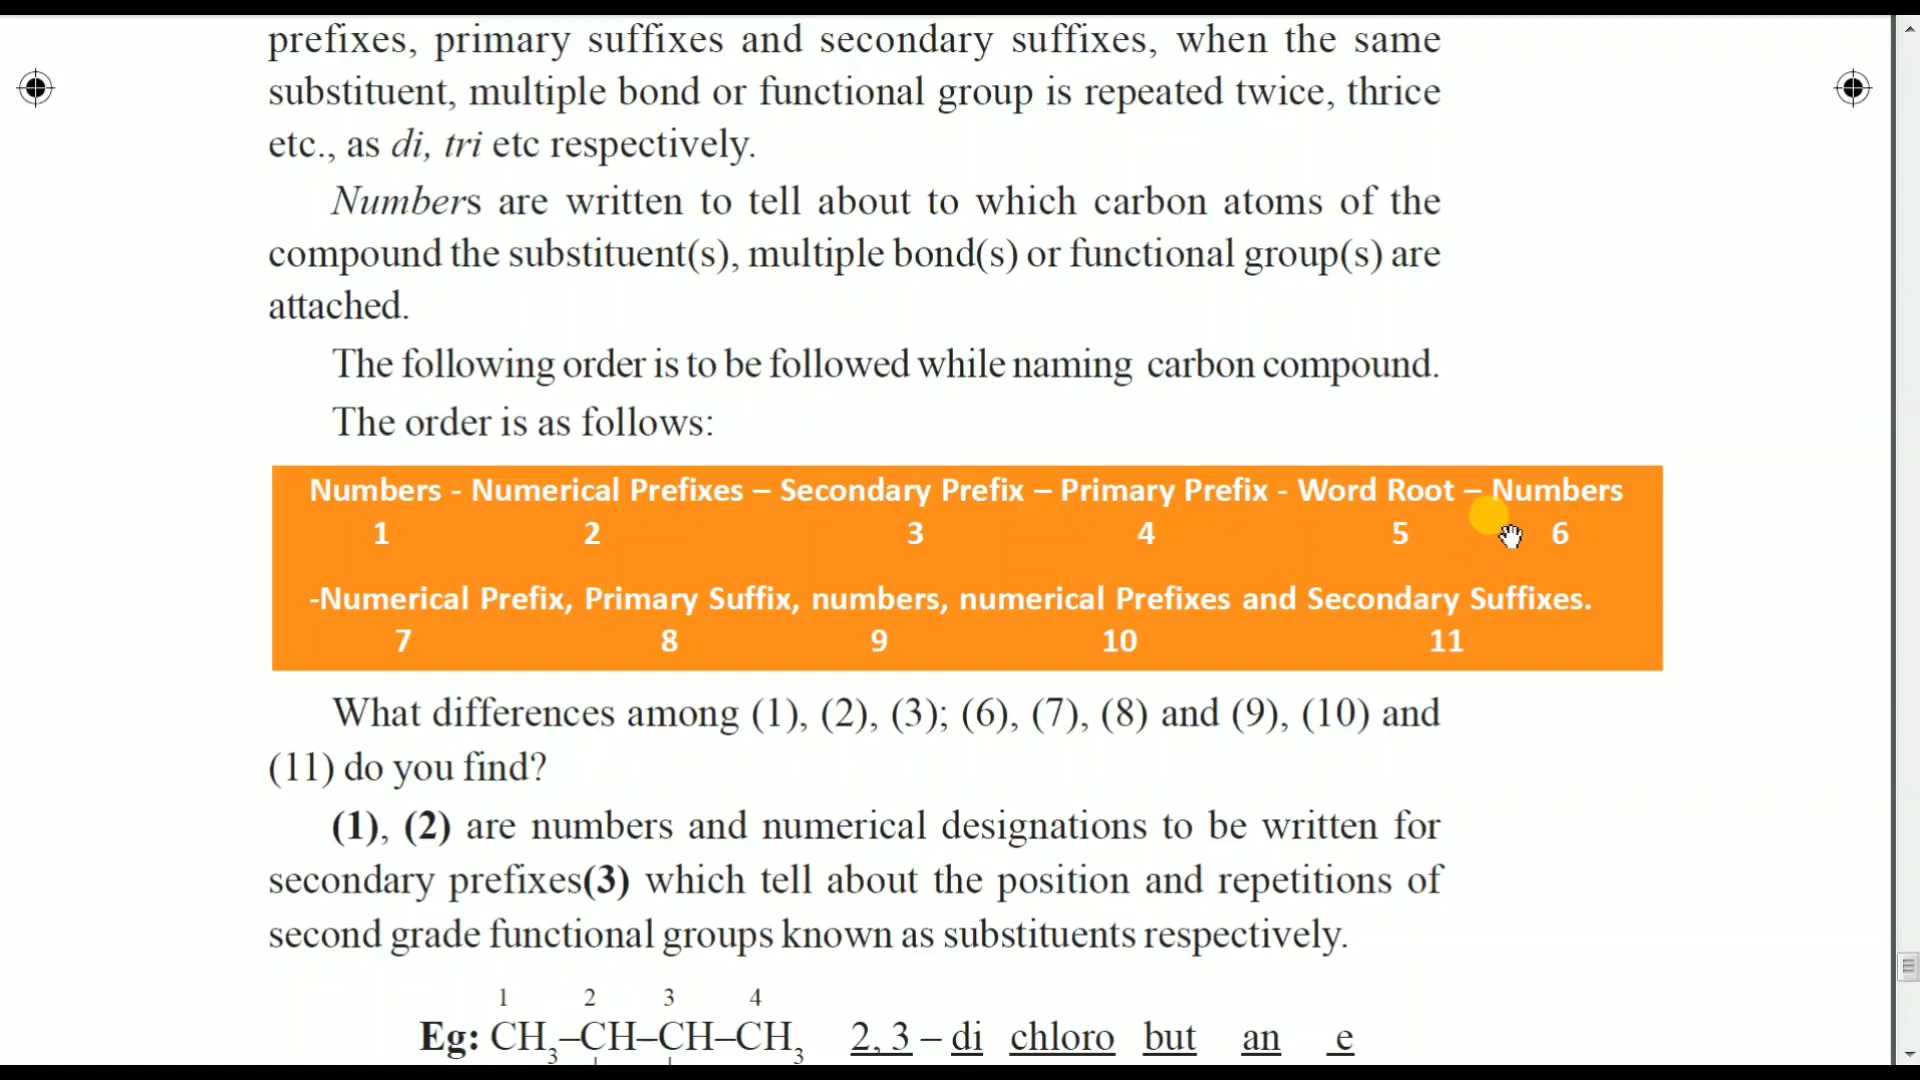 prefixes, primary suffixes and secondary suffixes, when the same
substituent, multiple bond or functional group is repeated twice, thrice
etc., as di, tri etc respectively.
Numbers are written to tell about to which carbon atoms of the
compound the substituent(s), multiple bond(s) or functional group(s) are
attached.
The following order is to be followed while naming carbon compound.
The order is as follows:
Numbers - Numerical Prefixes – Secondary Prefix – Primary Prefix - Word Root – Numbers
1 2 3 4 5 6
-Numerical Prefix, Primary Suffix, numbers, numerical Prefixes and Secondary Suffixes.
7 8 9 10 11
What differences among (1), (2), (3); (6), (7), (8) and (9), (10) and
(11) do you find?
(1), (2) are numbers and numerical designations to be written for
secondary prefixes(3) which tell about the position and repetitions of
second grade functional groups known as substituents respectively.
1 2 3 4
Eg: CH3–CH–CH–CH3 2, 3 – di chloro but an e